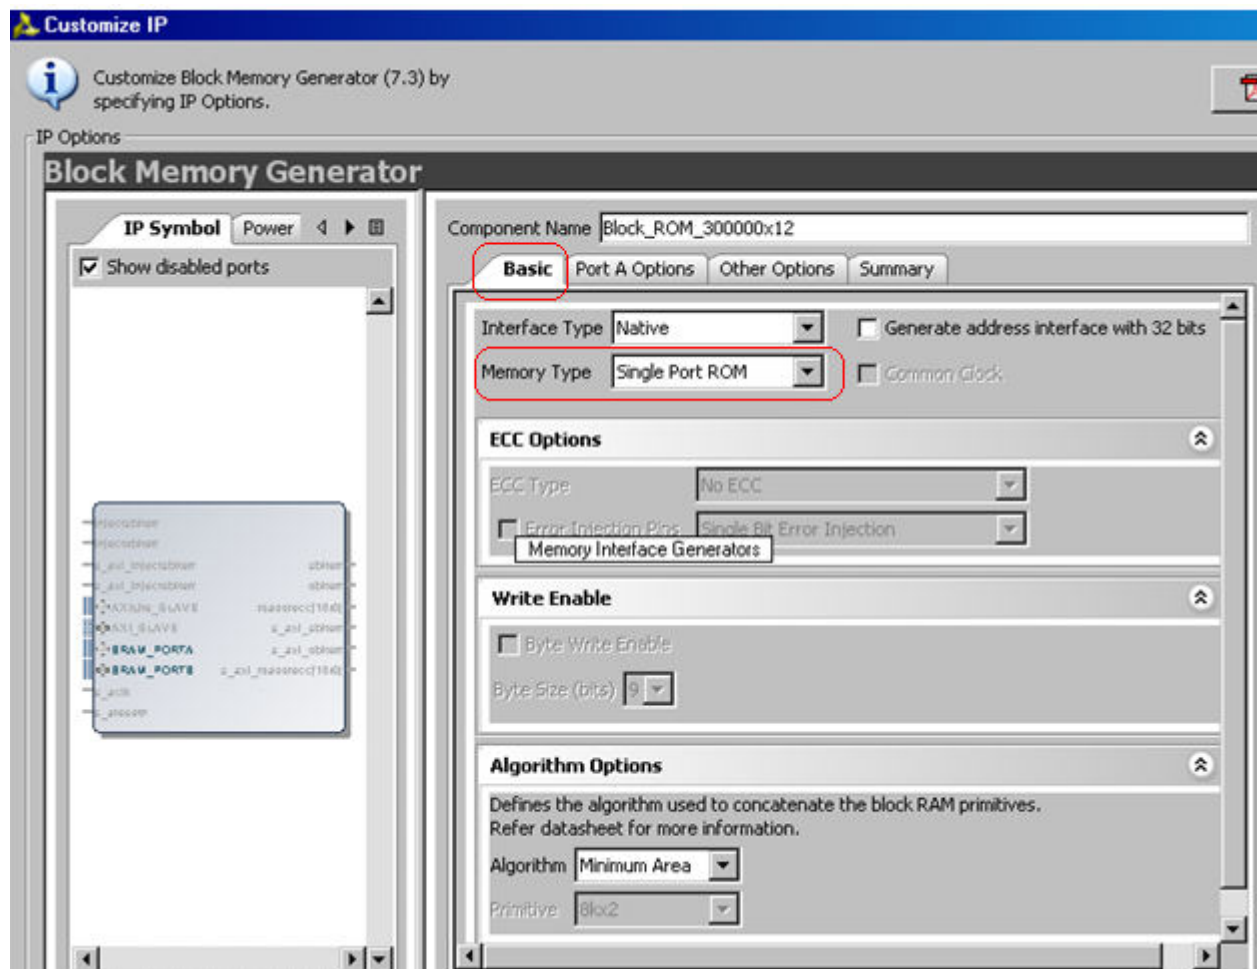 Customize IP
Customize Block Memory Generator (7.3) by
specifying IP Options.
IP Options
Block Memory Generator
IP Symbol Power
Show disabled ports
AXI_SLAVE
BRAM_PORTA
BRAM_PORTB
Component Name Block_ROM_300000x12
Basic Port A Options Other Options Summary
Interface Type Native Generate address interface with 32 bits
Memory Type Single Port ROM Common Clock
ECC Options
ECC Type No ECC
Error Injection Pins Single Bit Error Injection
Memory Interface Generators
Write Enable
Byte Write Enable
Byte Size (bits) 9
Algorithm Options
Defines the algorithm used to concatenate the block RAM primitives.
Refer datasheet for more information.
Algorithm Minimum Area
Primitive 8kx2